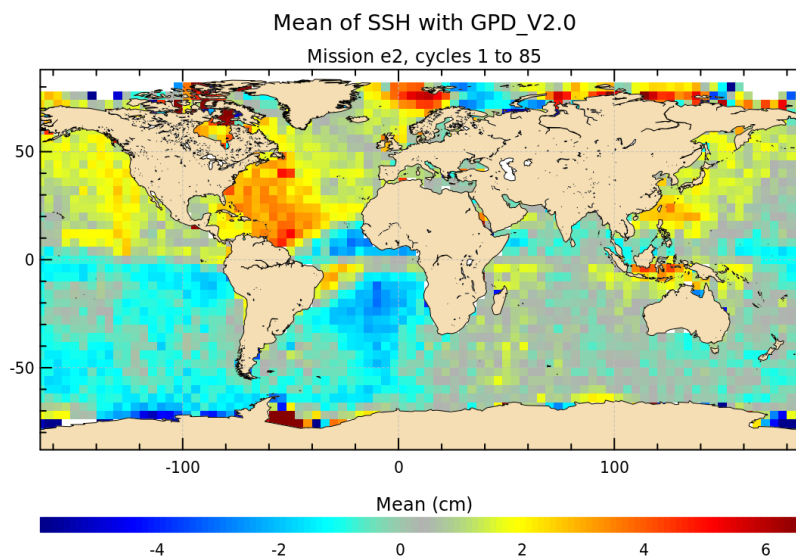 Mean of SSH with GPD_V2.0
Mission e2, cycles 1 to 85
50
0
-50
-100 0 100
Mean (cm)
-4 -2 0 2 4 6